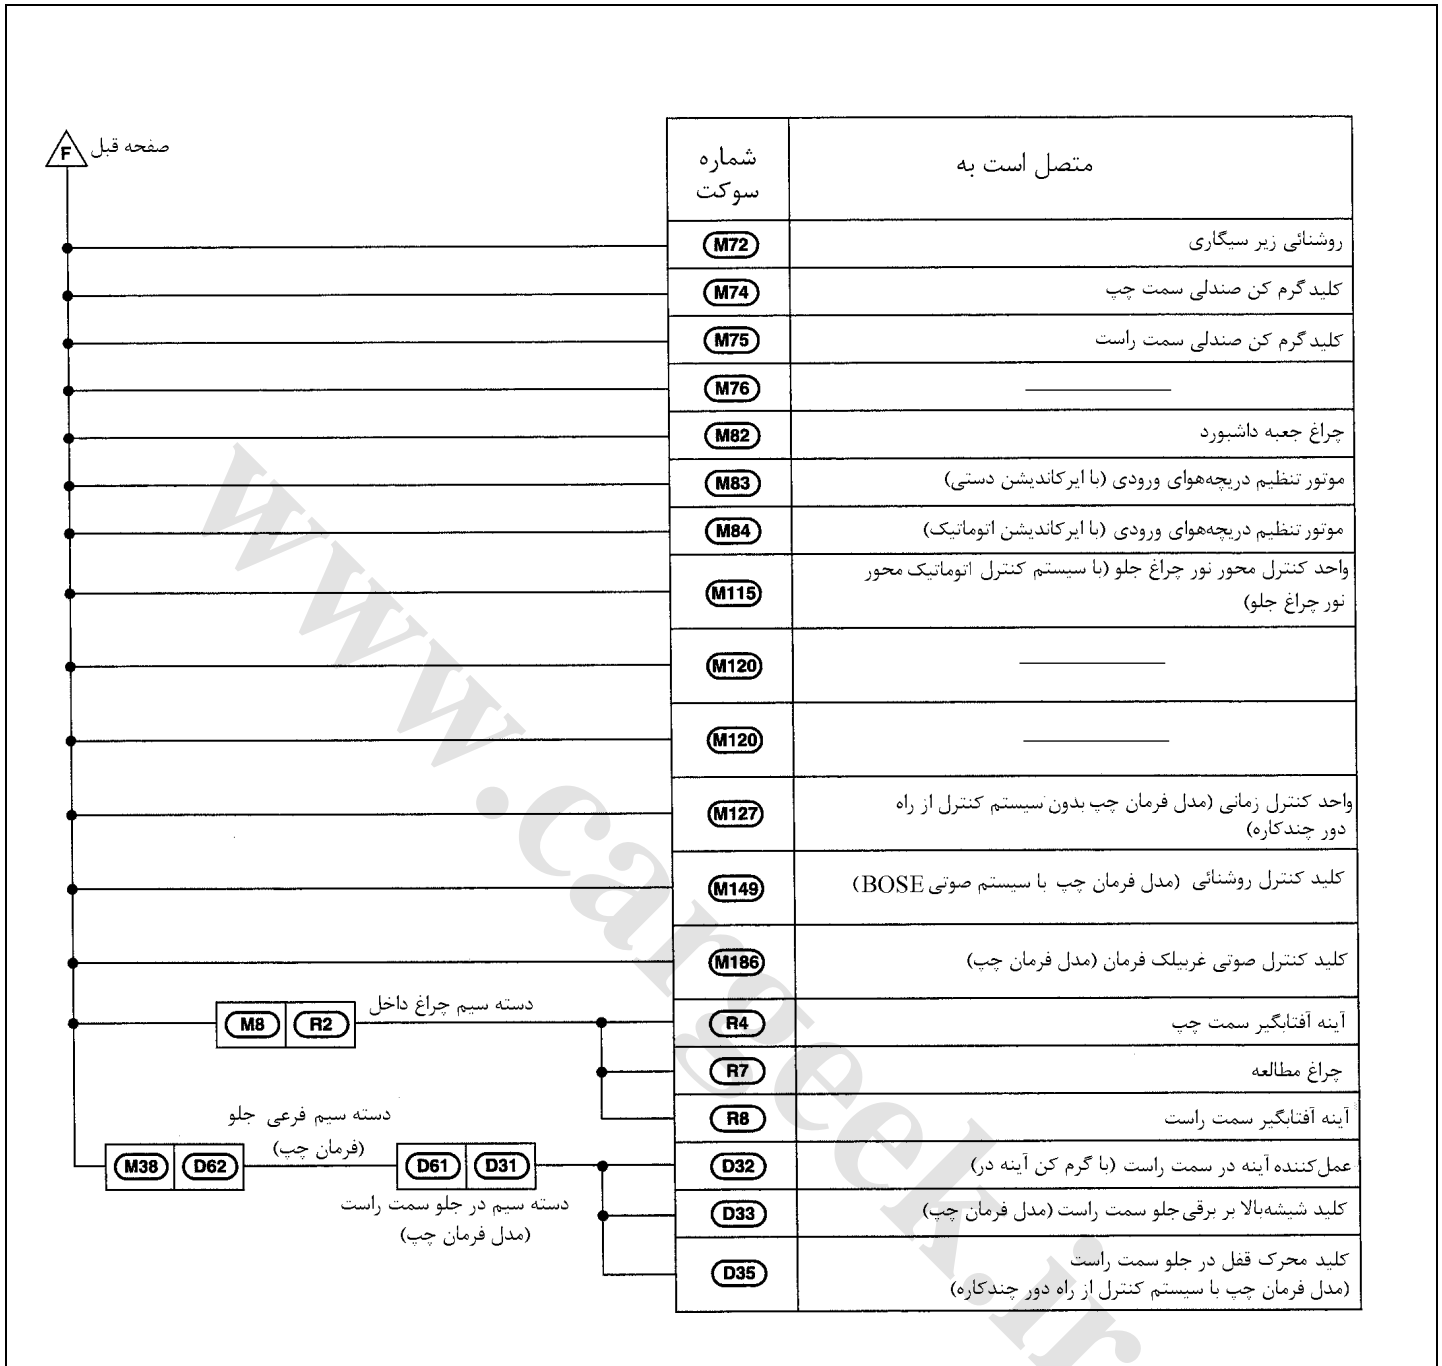 F
صفحه قبل
شماره
سوکت
متصل است به
M72
روشنائی زیر سیگاری
M74
کلید گرم کن صندلی سمت چپ
M75
کلید گرم کن صندلی سمت راست
M76
M82
چراغ جعبه داشبورد
M83
موتور تنظیم دریچه‌هوای ورودی (با ایرکاندیشن دستی)
M84
موتور تنظیم دریچه‌هوای ورودی (با ایرکاندیشن اتوماتیک)
M115
واحد کنترل محور نور چراغ جلو (با سیستم کنترل اتوماتیک محور
نور چراغ جلو)
M120
M120
M127
واحد کنترل زمانی (مدل فرمان چپ بدون سیستم کنترل از راه
دور چندکاره)
M149
کلید کنترل روشنائی (مدل فرمان چپ با سیستم صوتی BOSE)
M186
کلید کنترل صوتی غربیلک فرمان (مدل فرمان چپ)
M8 R2
دسته سیم چراغ داخل
R4
آینه آفتابگیر سمت چپ
R7
چراغ مطالعه
R8
آینه آفتابگیر سمت راست
دسته سیم فرعی جلو
(فرمان چپ)
M38 D62
D61 D31
دسته سیم در جلو سمت راست
(مدل فرمان چپ)
D32
عمل‌کننده آینه در سمت راست (با گرم کن آینه در)
D33
کلید شیشه‌بالا بر برقی جلو سمت راست (مدل فرمان چپ)
D35
کلید محرک قفل در جلو سمت راست
(مدل فرمان چپ با سیستم کنترل از راه دور چندکاره)
www.cargeek.ir